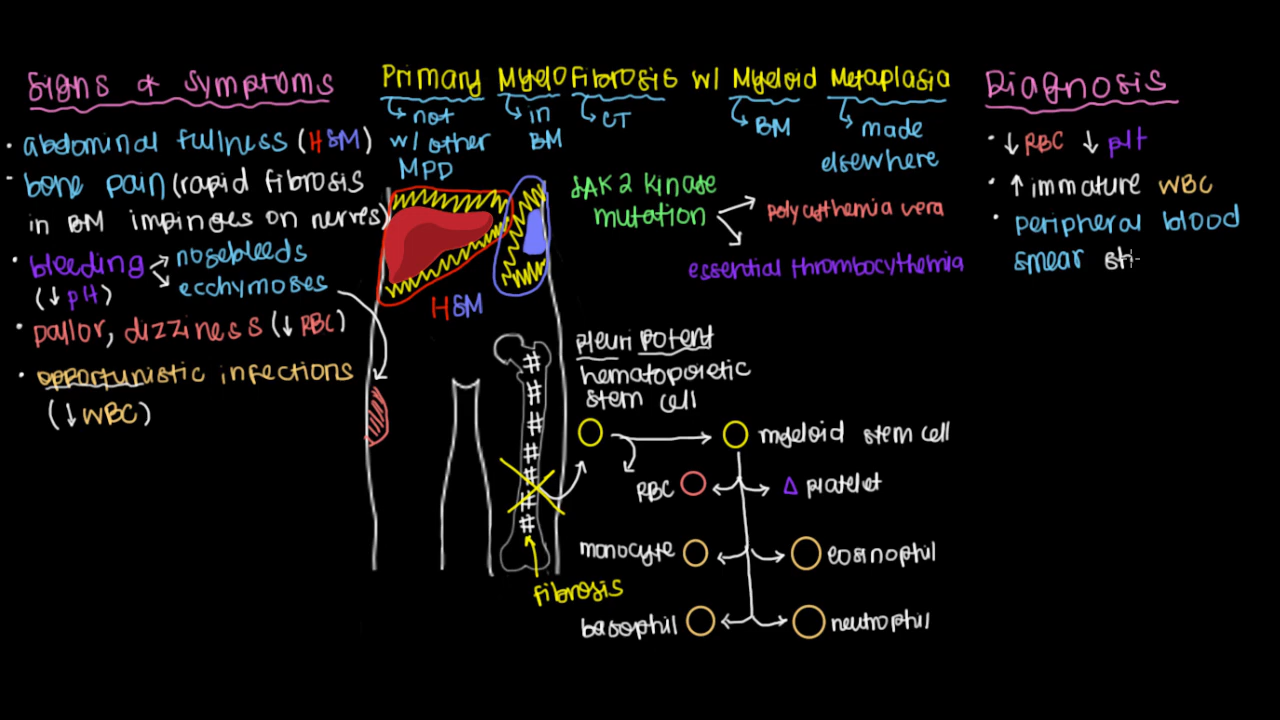 Signs & Symptoms
• abdominal fullness (HSM)
• bone pain (rapid fibrosis
in BM impinges on nerves)
• bleeding → nosebleeds
(↓ plt) → ecchymoses
• pallor, dizziness (↓ RBC)
• opportunistic infections
(↓ WBC)
Primary MyeloFibrosis w/ Myeloid Metaplasia
not
w/ other
MPD
in
BM
CT
BM
made
elsewhere
JAK 2 kinase
mutation
polycythemia vera
essential thrombocythemia
HSM
pleuripotent
hematopoietic
stem cell
myeloid stem cell
RBC
Δ platelet
monocyte
eosinophil
basophil
neutrophil
# # # # # # #
fibrosis
Diagnosis
• ↓ RBC ↓ plt
• ↑ immature WBC
• peripheral blood
smear